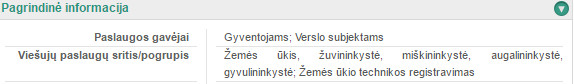 Pagrindinė informacija
Paslaugos gavėjai Gyventojams; Verslo subjektams
Viešųjų paslaugų sritis/pogrupis Žemės ūkis, žuvininkystė, miškininkystė, augalininkystė,
gyvulininkystė; Žemės ūkio technikos registravimas